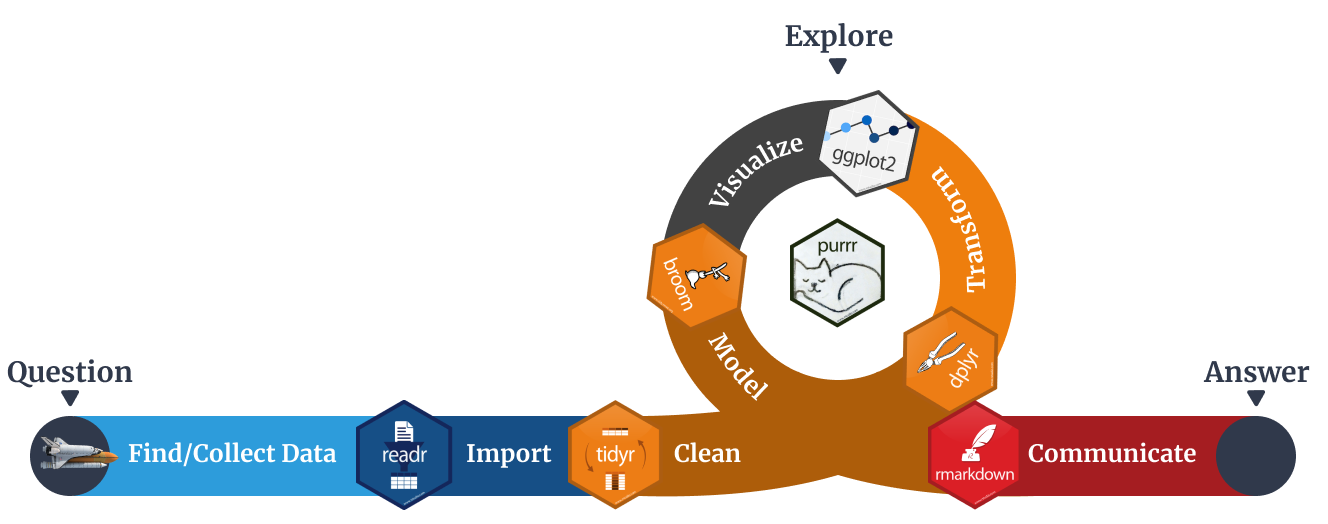 Explore
Visualize
ggplot2
Transform
broom
purrr
Model
dplyr
Question
Answer
Find/Collect Data
readr
Import
tidyr
Clean
rmarkdown
Communicate